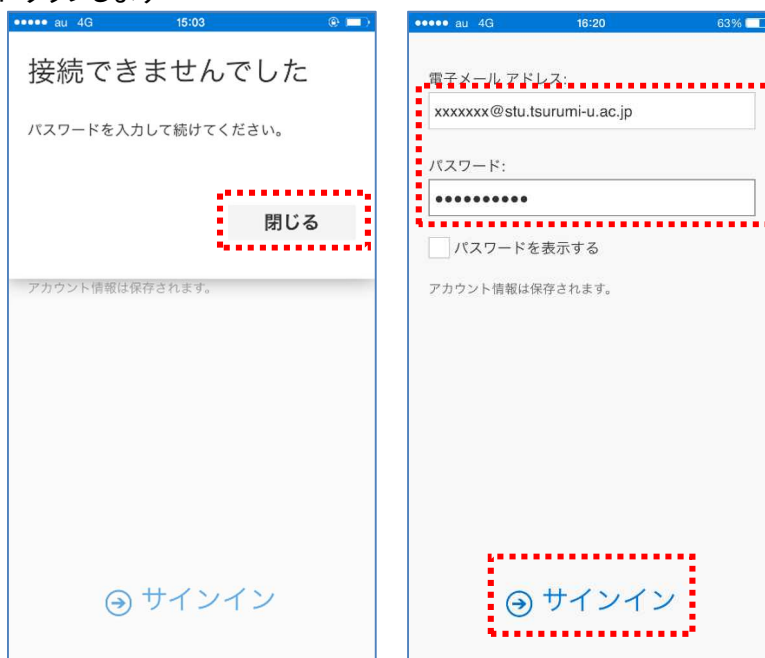 au 4G 15:03
接続できませんでした
パスワードを入力して続けてください。
閉じる
アカウント情報は保存されます。
サインイン
au 4G 16:20 63%
電子メール アドレス:
xxxxxxx@stu.tsurumi-u.ac.jp
パスワード:
●●●●●●●●●●
パスワードを表示する
アカウント情報は保存されます。
サインイン